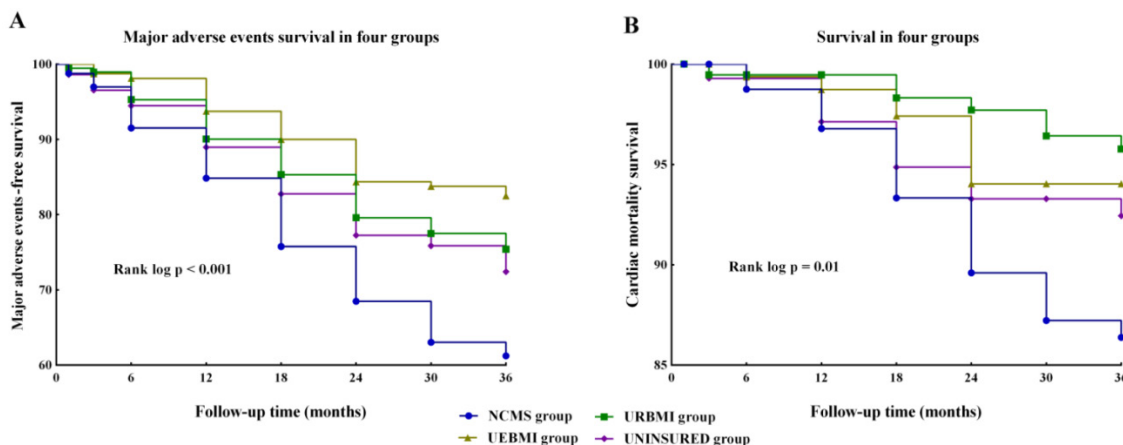 A
Major adverse events survival in four groups
Major adverse events-free survival
100
90
80
70
60
Rank log p < 0.001
0 6 12 18 24 30 36
Follow-up time (months)
B
Survival in four groups
Cardiac mortality survival
100
95
90
85
Rank log p = 0.01
0 6 12 18 24 30 36
Follow-up time (months)
NCMS group
URBMI group
UEBMI group
UNINSURED group